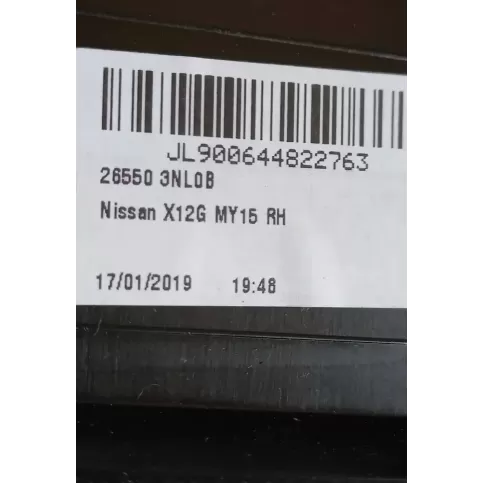 JL900644822763
26550 3NL0B
Nissan X12G MY15 RH
17/01/2019 19:48